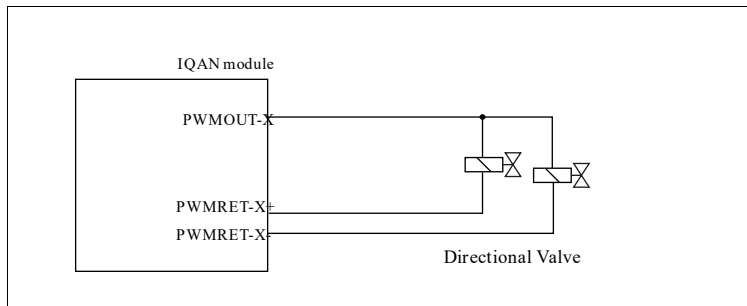 IQAN module
PWMOUT-X
PWMRET-X+
PWMRET-X-
Directional Valve